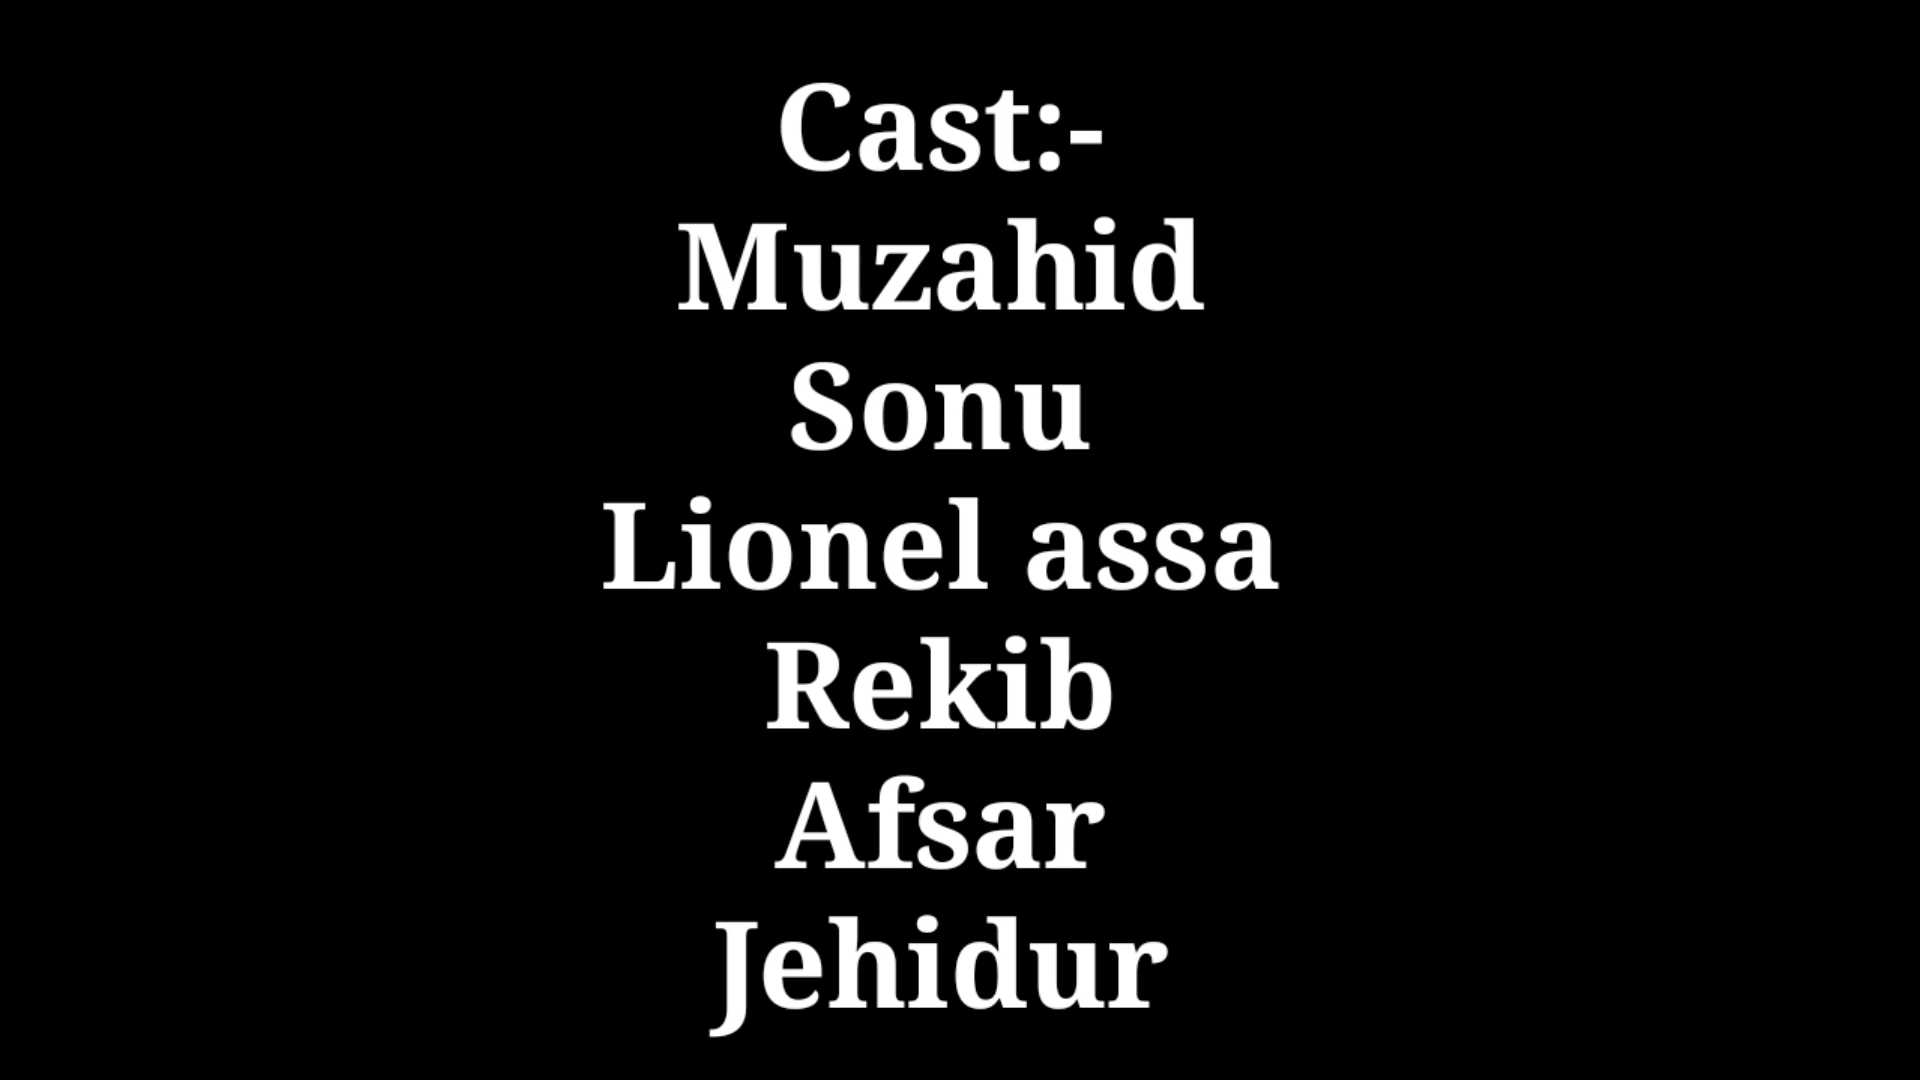 Cast:-
Muzahid
Sonu
Lionel assa
Rekib
Afsar
Jehidur